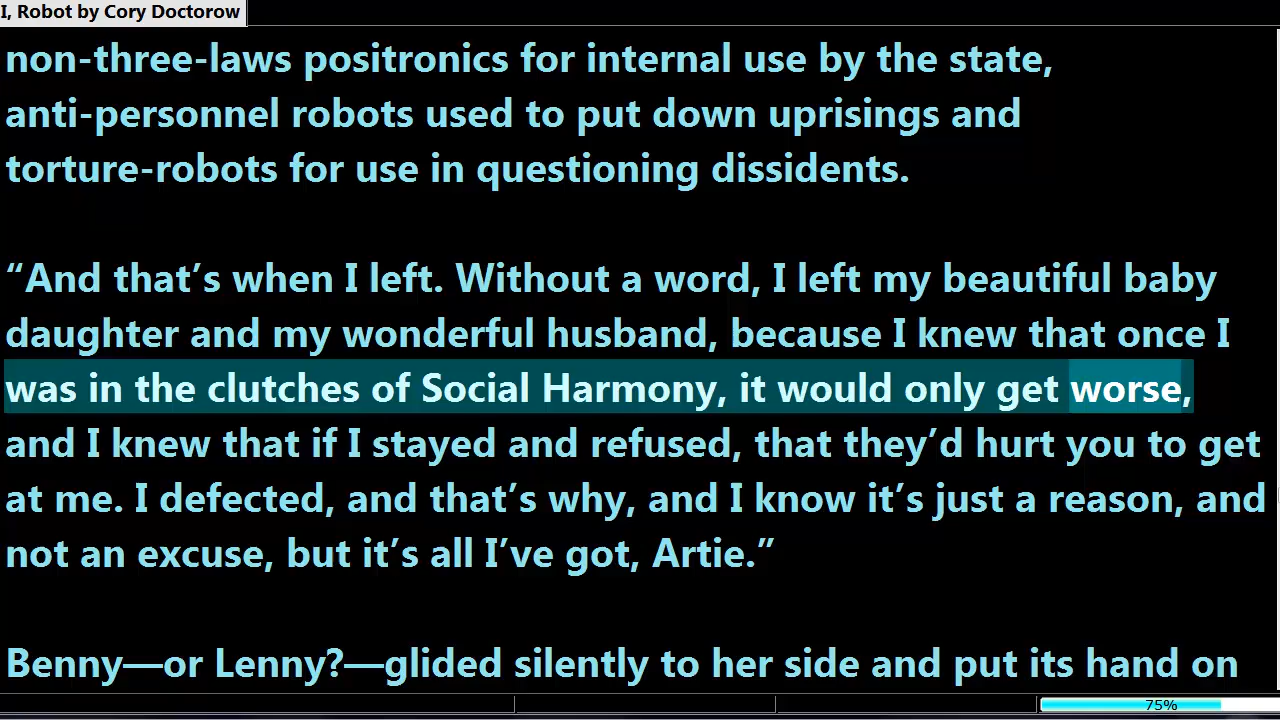 I, Robot by Cory Doctorow
non-three-laws positronics for internal use by the state,
anti-personnel robots used to put down uprisings and
torture-robots for use in questioning dissidents.
“And that’s when I left. Without a word, I left my beautiful baby
daughter and my wonderful husband, because I knew that once I
was in the clutches of Social Harmony, it would only get worse,
and I knew that if I stayed and refused, that they’d hurt you to get
at me. I defected, and that’s why, and I know it’s just a reason, and
not an excuse, but it’s all I’ve got, Artie.”
Benny—or Lenny?—glided silently to her side and put its hand on
75%